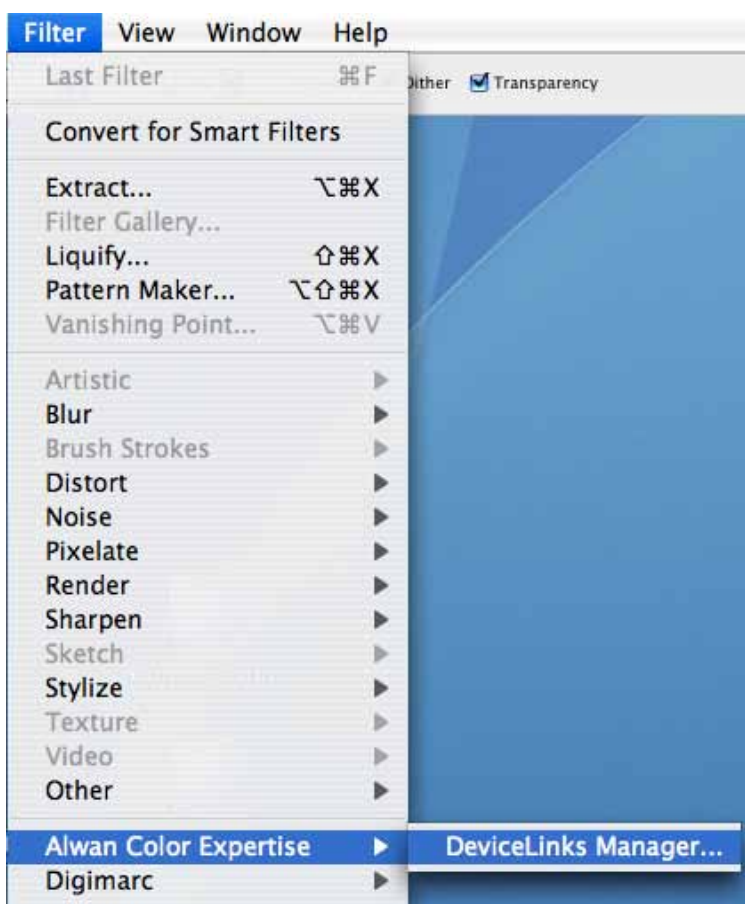 Filter View Window Help
Last Filter ⌘F
Dither Transparency
Convert for Smart Filters
Extract... ⌥⌘X
Filter Gallery...
Liquify... ⇧⌘X
Pattern Maker... ⌥⇧⌘X
Vanishing Point... ⌥⌘V
Artistic
Blur
Brush Strokes
Distort
Noise
Pixelate
Render
Sharpen
Sketch
Stylize
Texture
Video
Other
Alwan Color Expertise DeviceLinks Manager...
Digimarc